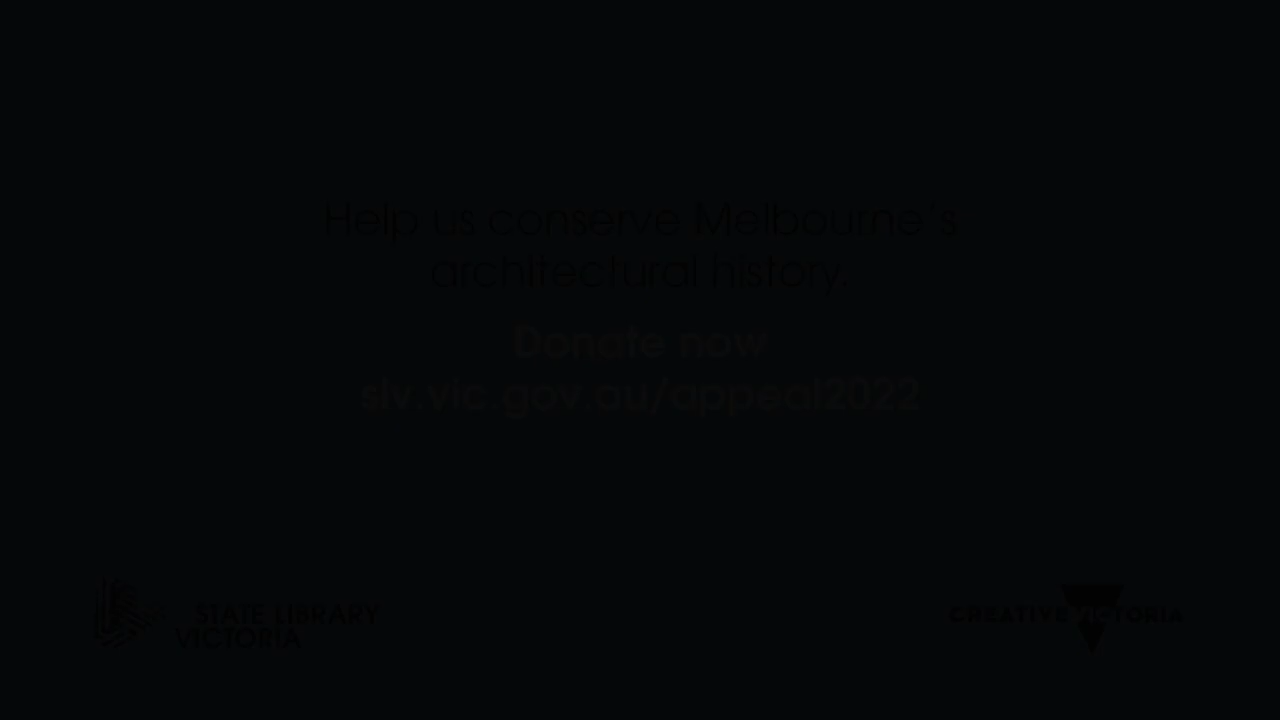 Help us conserve Melbourne's
architectural history.
Donate now
slv.vic.gov.au/appeal2022
STATE LIBRARY
VICTORIA
CREATIVE VICTORIA